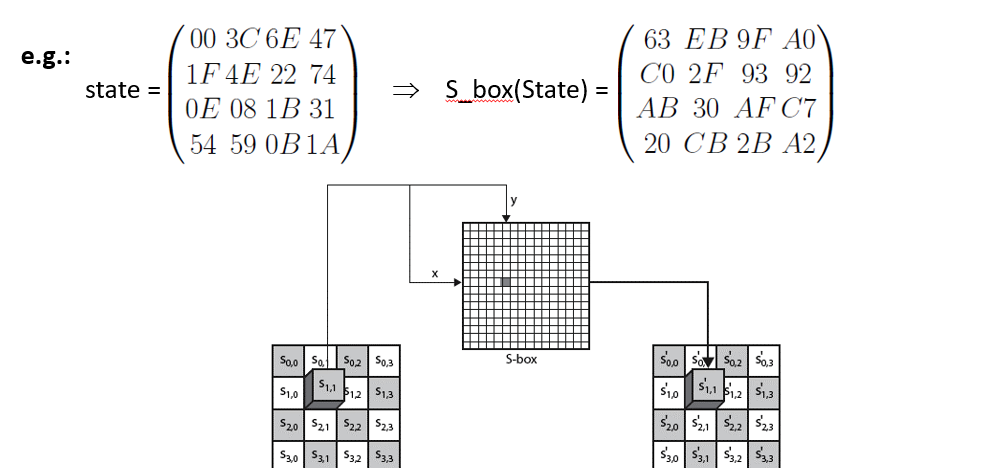 e.g.:
state = ( 00 3C 6E 47
1F 4E 22 74
0E 08 1B 31
54 59 0B 1A )
⇒ S_box(State) = ( 63 EB 9F A0
C0 2F 93 92
AB 30 AF C7
20 CB 2B A2 )
y
x
S-box
S0,0 S0,1 S0,2 S0,3
S1,0 S1,1 S1,2 S1,3
S2,0 S2,1 S2,2 S2,3
S3,0 S3,1 S3,2 S3,3
S'0,0 S'0, S'0,2 S'0,3
S'1,0 S'1,1 S'1,2 S'1,3
S'2,0 S'2,1 S'2,2 S'2,3
S'3,0 S'3,1 S'3,2 S'3,3